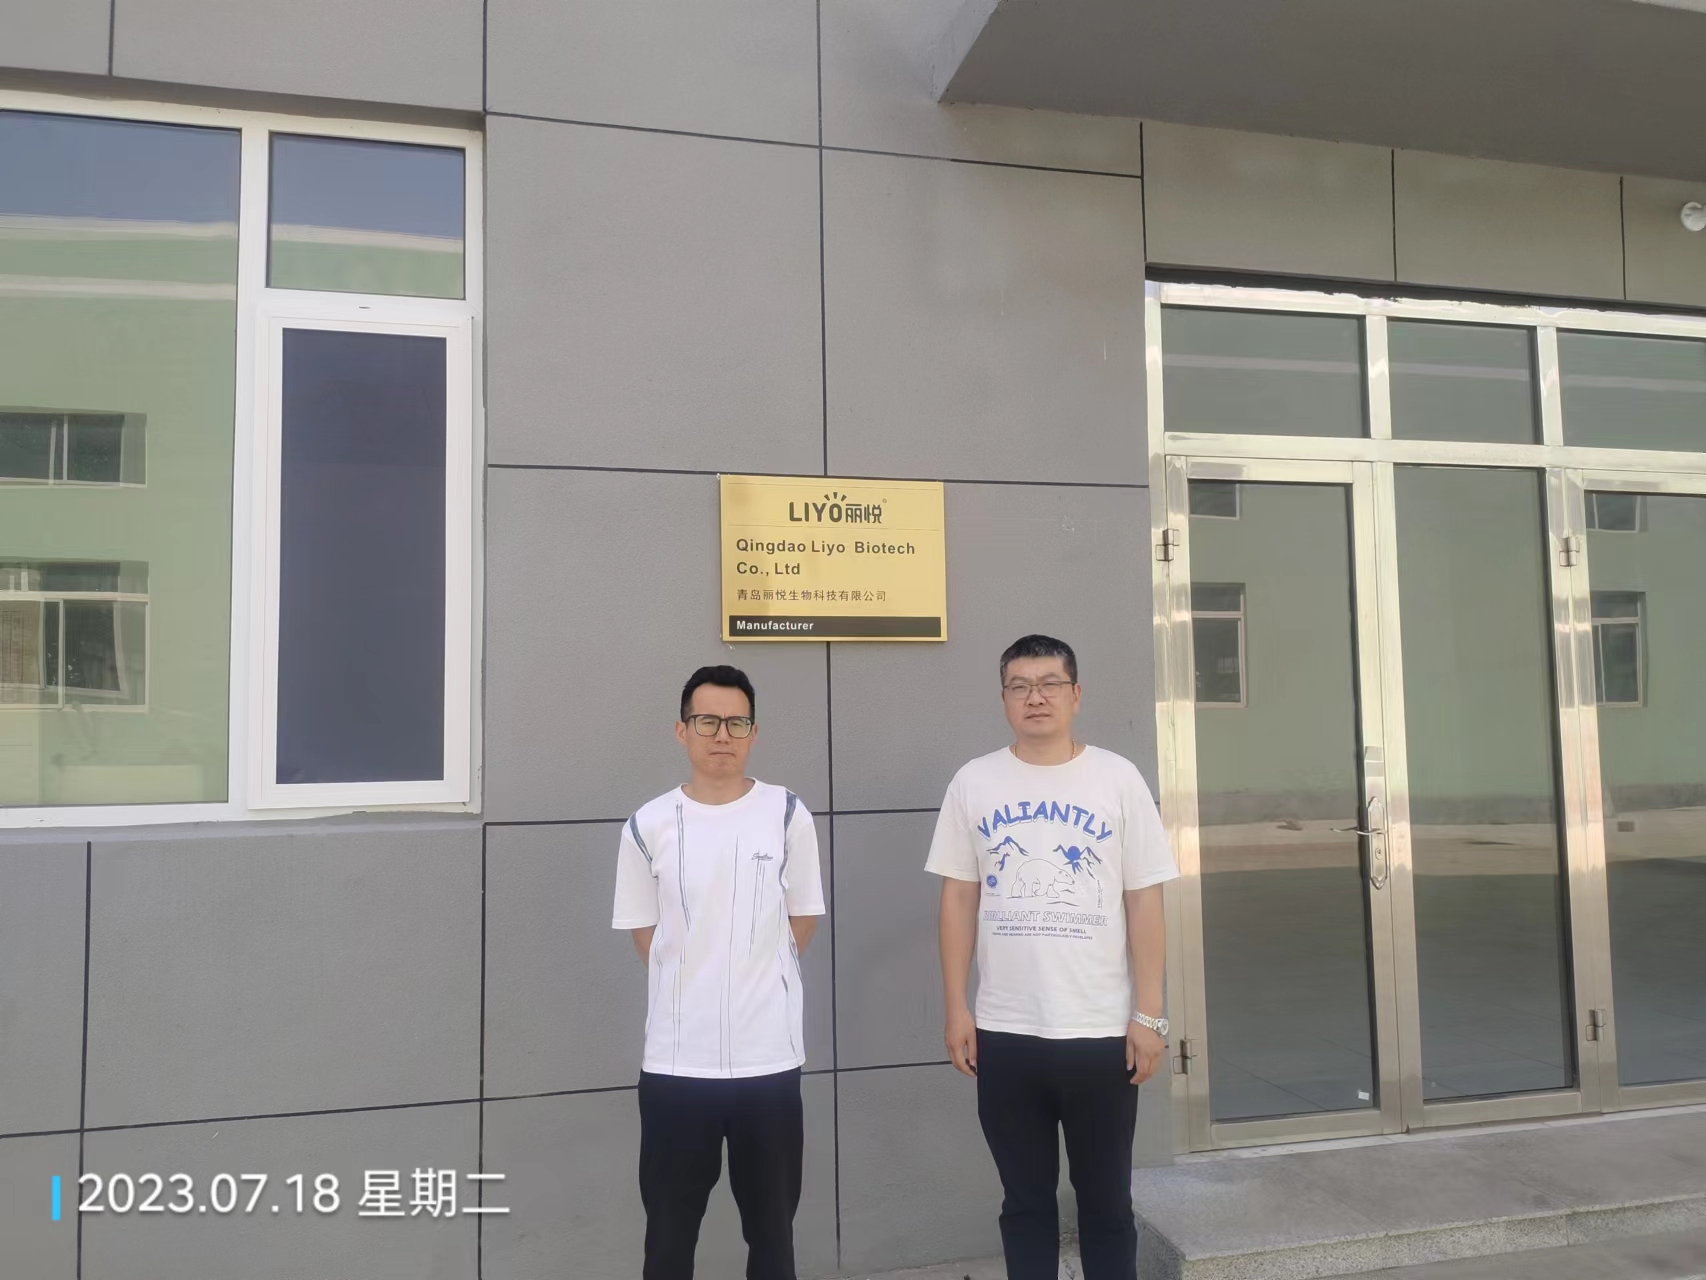 LIYO丽悦®
Qingdao Liyo Biotech
Co., Ltd
青岛丽悦生物科技有限公司
Manufacturer
VALIANTLY
BRILLIANT SWIMMER
VERY SENSITIVE SENSE OF SMELL
2023.07.18 星期二